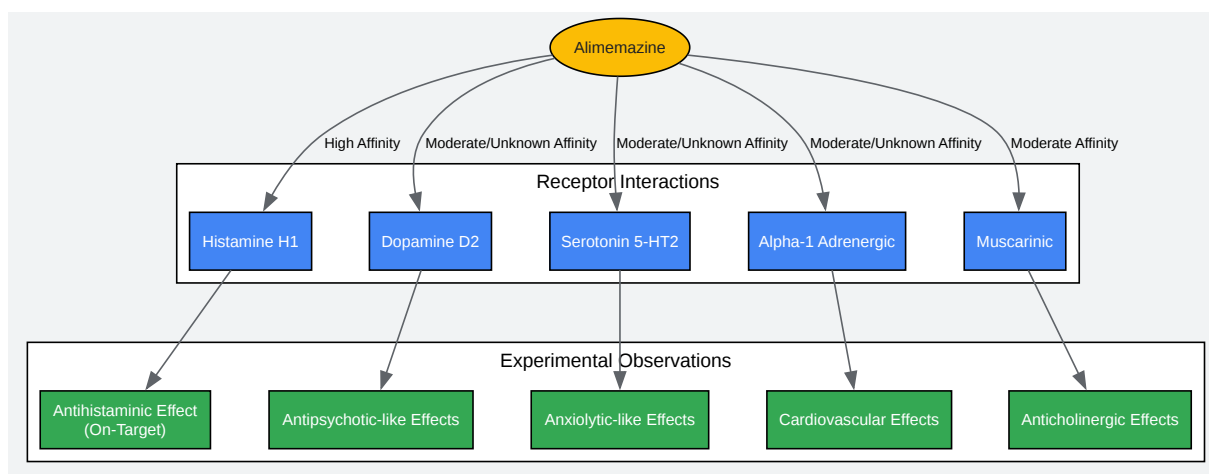 Alimemazine
High Affinity
Moderate/Unknown Affinity
Moderate/Unknown Affinity
Moderate/Unknown Affinity
Moderate Affinity
Receptor Interactions
Histamine H1
Dopamine D2
Serotonin 5-HT2
Alpha-1 Adrenergic
Muscarinic
Experimental Observations
Antihistaminic Effect
(On-Target)
Antipsychotic-like Effects
Anxiolytic-like Effects
Cardiovascular Effects
Anticholinergic Effects